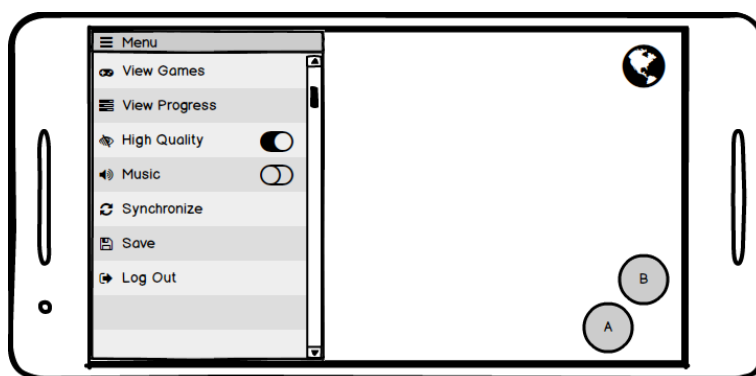 Menu
View Games
View Progress
High Quality
Music
Synchronize
Save
Log Out
B
A